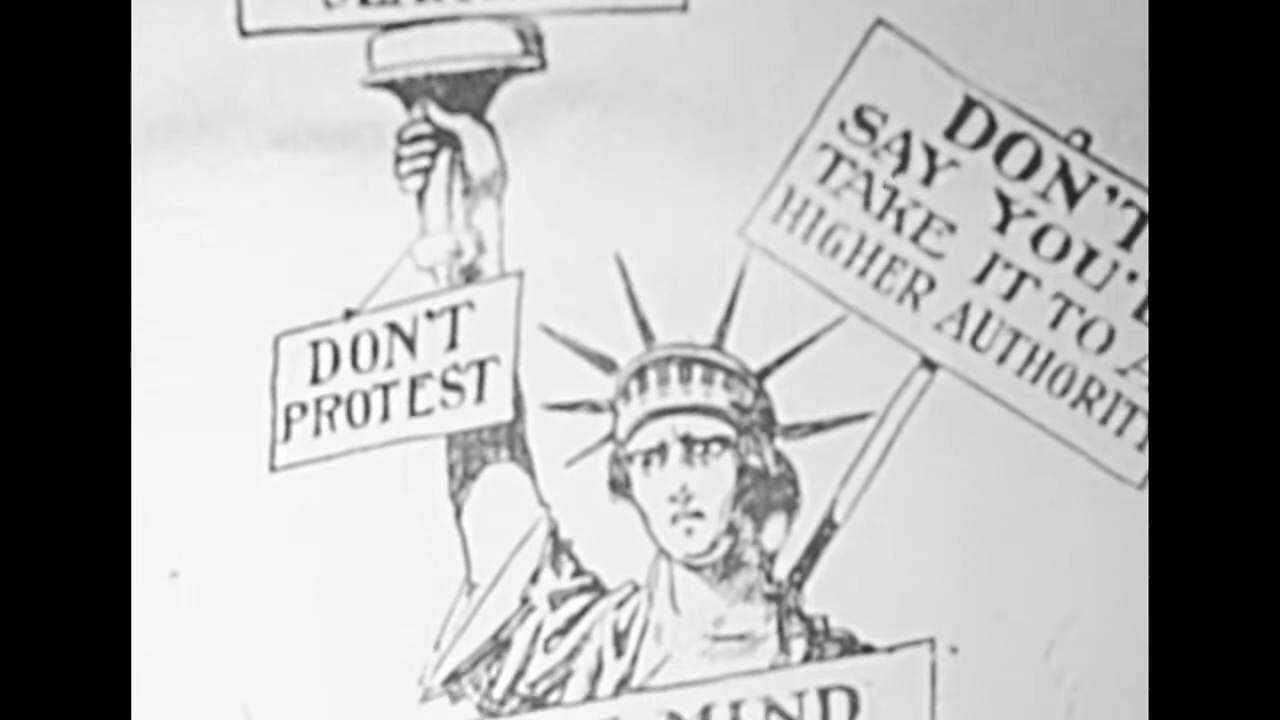 DON'T
PROTEST
DON'T
SAY YOU'
TAKE IT TO A
HIGHER AUTHORIT
MIND